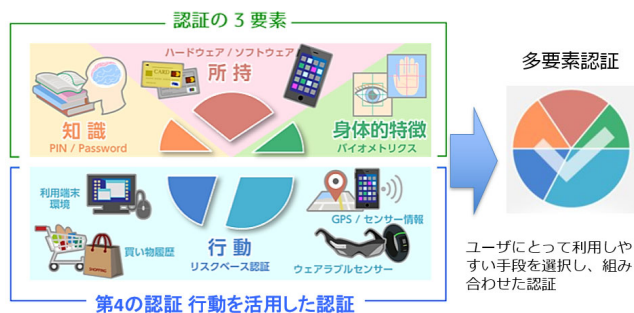 認証の3要素
ハードウェア / ソフトウェア
所持
CARD
知識
PIN / Password
身体的特徴
バイオメトリクス
利用端末
環境
買い物履歴
SHOPPING
行動
リスクベース認証
GPS / センサー情報
ウェアラブルセンサー
第4の認証 行動を活用した認証
多要素認証
ユーザにとって利用しや
すい手段を選択し、組み
合わせた認証